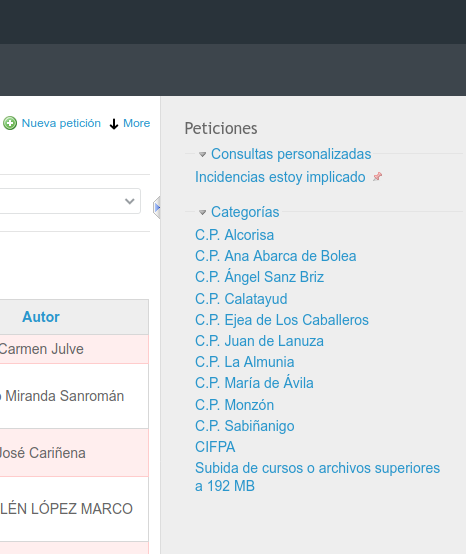 Nueva petición More
Peticiones
Consultas personalizadas
Incidencias estoy implicado
Categorías
C.P. Alcorisa
C.P. Ana Abarca de Bolea
C.P. Ángel Sanz Briz
C.P. Calatayud
C.P. Ejea de Los Caballeros
C.P. Juan de Lanuza
C.P. La Almunia
C.P. María de Ávila
C.P. Monzón
C.P. Sabiñanigo
CIFPA
Subida de cursos o archivos superiores
a 192 MB
Autor
Carmen Julve
o Miranda Sanromán
José Cariñena
LÉN LÓPEZ MARCO